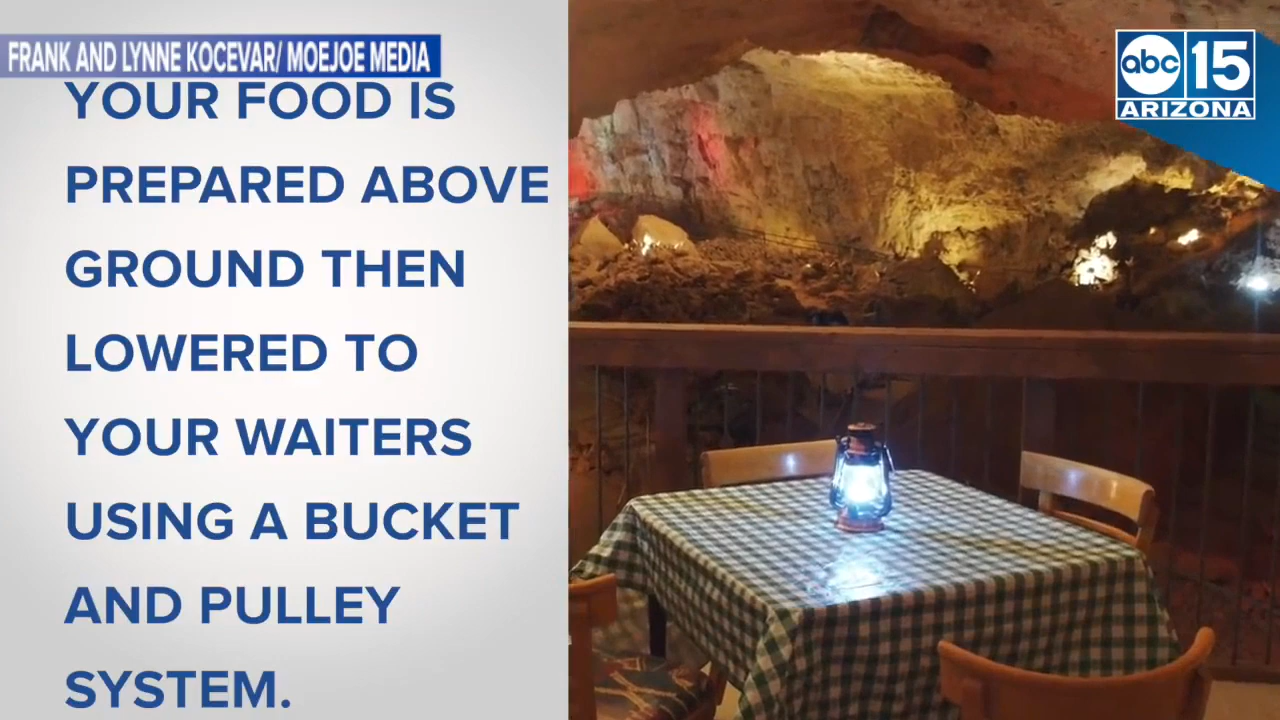 FRANK AND LYNNE KOCEVAR/ MOEJOE MEDIA
YOUR FOOD IS
PREPARED ABOVE
GROUND THEN
LOWERED TO
YOUR WAITERS
USING A BUCKET
AND PULLEY
SYSTEM.
abc 15
ARIZONA